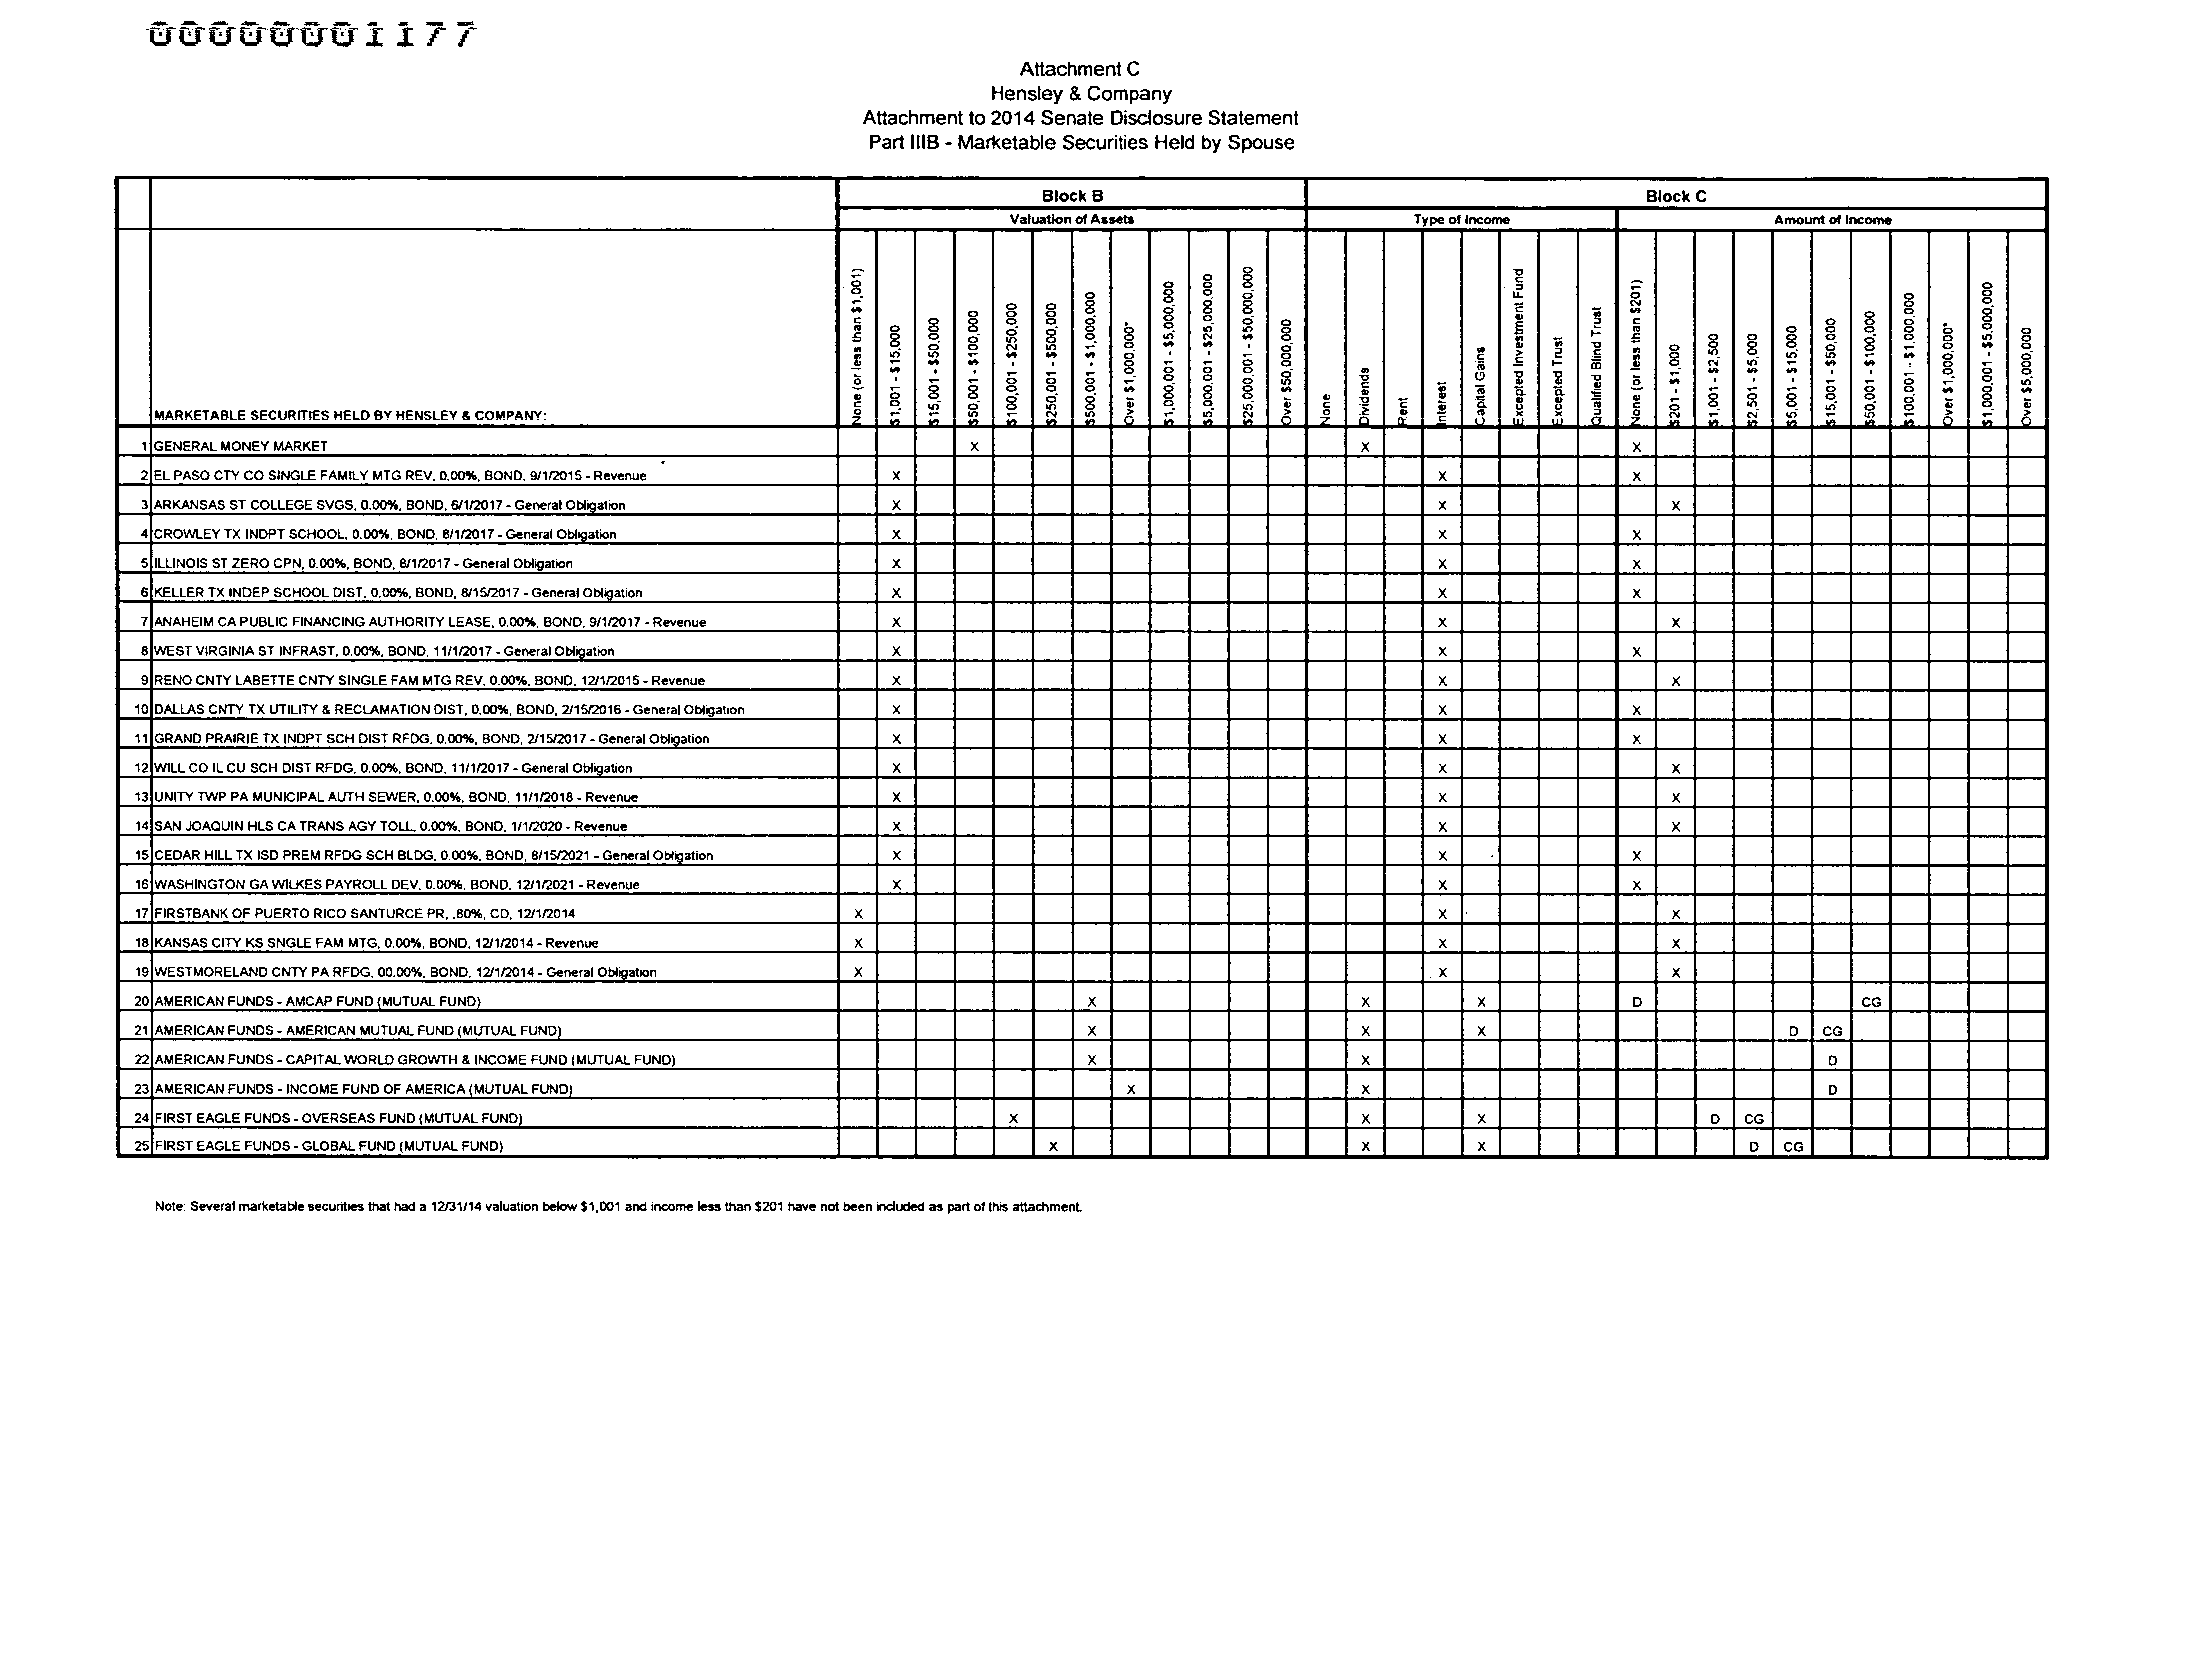 00000001177
Attachment C
Hensley & Company
Attachment to 2014 Senate Disclosure Statement
Part IIIB - Marketable Securities Held by Spouse
Block B Block C
Valuation of Assets Type of Income Amount of Income
MARKETABLE SECURITIES HELD BY HENSLEY & COMPANY:
None (or less than $1,001)
$1,001 - $15,000
$15,001 - $50,000
$50,001 - $100,000
$100,001 - $250,000
$250,001 - $500,000
$500,001 - $1,000,000
Over $1,000,000*
$1,000,001 - $5,000,000
$5,000,001 - $25,000,000
$25,000,001 - $50,000,000
Over $50,000,000
None
Dividends
Rent
Interest
Capital Gains
Excepted Investment Fund
Excepted Trust
Qualified Blind Trust
None (or less than $201)
$201 - $1,000
$1,001 - $2,500
$2,501 - $5,000
$5,001 - $15,000
$15,001 - $50,000
$50,001 - $100,000
$100,001 - $1,000,000
Over $1,000,000*
$1,000,001 - $5,000,000
Over $5,000,000
1 GENERAL MONEY MARKET X X X
2 EL PASO CTY CO SINGLE FAMILY MTG REV, 0.00%, BOND, 9/1/2015 - Revenue X X X
3 ARKANSAS ST COLLEGE SVGS, 0.00%, BOND, 6/1/2017 - General Obligation X X X
4 CROWLEY TX INDPT SCHOOL, 0.00%, BOND, 8/1/2017 - General Obligation X X X
5 ILLINOIS ST ZERO CPN, 0.00%, BOND, 8/1/2017 - General Obligation X X X
6 KELLER TX INDEP SCHOOL DIST, 0.00%, BOND, 8/15/2017 - General Obligation X X X
7 ANAHEIM CA PUBLIC FINANCING AUTHORITY LEASE, 0.00%, BOND, 9/1/2017 - Revenue X X X
8 WEST VIRGINIA ST INFRAST, 0.00%, BOND, 11/1/2017 - General Obligation X X X
9 RENO CNTY LABETTE CNTY SINGLE FAM MTG REV, 0.00%, BOND, 12/1/2015 - Revenue X X X
10 DALLAS CNTY TX UTILITY & RECLAMATION DIST, 0.00%, BOND, 2/15/2016 - General Obligation X X X
11 GRAND PRAIRIE TX INDPT SCH DIST RFDG, 0.00%, BOND, 2/15/2017 - General Obligation X X X
12 WILL CO IL CU SCH DIST RFDG, 0.00%, BOND, 11/1/2017 - General Obligation X X X
13 UNITY TWP PA MUNICIPAL AUTH SEWER, 0.00%, BOND, 11/1/2018 - Revenue X X X
14 SAN JOAQUIN HLS CA TRANS AGY TOLL, 0.00%, BOND, 1/1/2020 - Revenue X X X
15 CEDAR HILL TX ISD PREM RFDG SCH BLDG, 0.00%, BOND, 8/15/2021 - General Obligation X X X
16 WASHINGTON GA WILKES PAYROLL DEV, 0.00%, BOND, 12/1/2021 - Revenue X X X
17 FIRSTBANK OF PUERTO RICO SANTURCE PR, .80%, CD, 12/1/2014 X X X
18 KANSAS CITY KS SNGLE FAM MTG, 0.00%, BOND, 12/1/2014 - Revenue X X X
19 WESTMORELAND CNTY PA RFDG, 00.00%, BOND, 12/1/2014 - General Obligation X X X
20 AMERICAN FUNDS - AMCAP FUND (MUTUAL FUND) X X X D CG
21 AMERICAN FUNDS - AMERICAN MUTUAL FUND (MUTUAL FUND) X X X D CG
22 AMERICAN FUNDS - CAPITAL WORLD GROWTH & INCOME FUND (MUTUAL FUND) X X D
23 AMERICAN FUNDS - INCOME FUND OF AMERICA (MUTUAL FUND) X X D
24 FIRST EAGLE FUNDS - OVERSEAS FUND (MUTUAL FUND) X X X D CG
25 FIRST EAGLE FUNDS - GLOBAL FUND (MUTUAL FUND) X X X D CG
Note: Several marketable securities that had a 12/31/14 valuation below $1,001 and income less than $201 have not been included as part of this attachment.